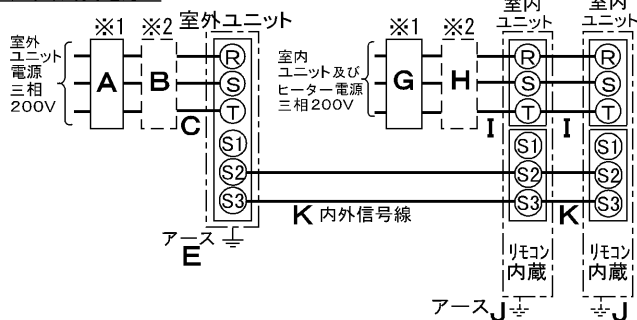 ※1 ※2 室外ユニット
室外
ユニット
電源
三相
200V
A
B
C
R
S
T
S1
S2
S3
アース
E
K 内外信号線
※1 ※2
室内
ユニット及び
ヒーター電源
三相200V
G
H
I
I
室内
ユニット
R
S
T
S1
S2
S3
リモコン
内蔵
アース J
室内
ユニット
R
S
T
S1
S2
S3
K
リモコン
内蔵
J